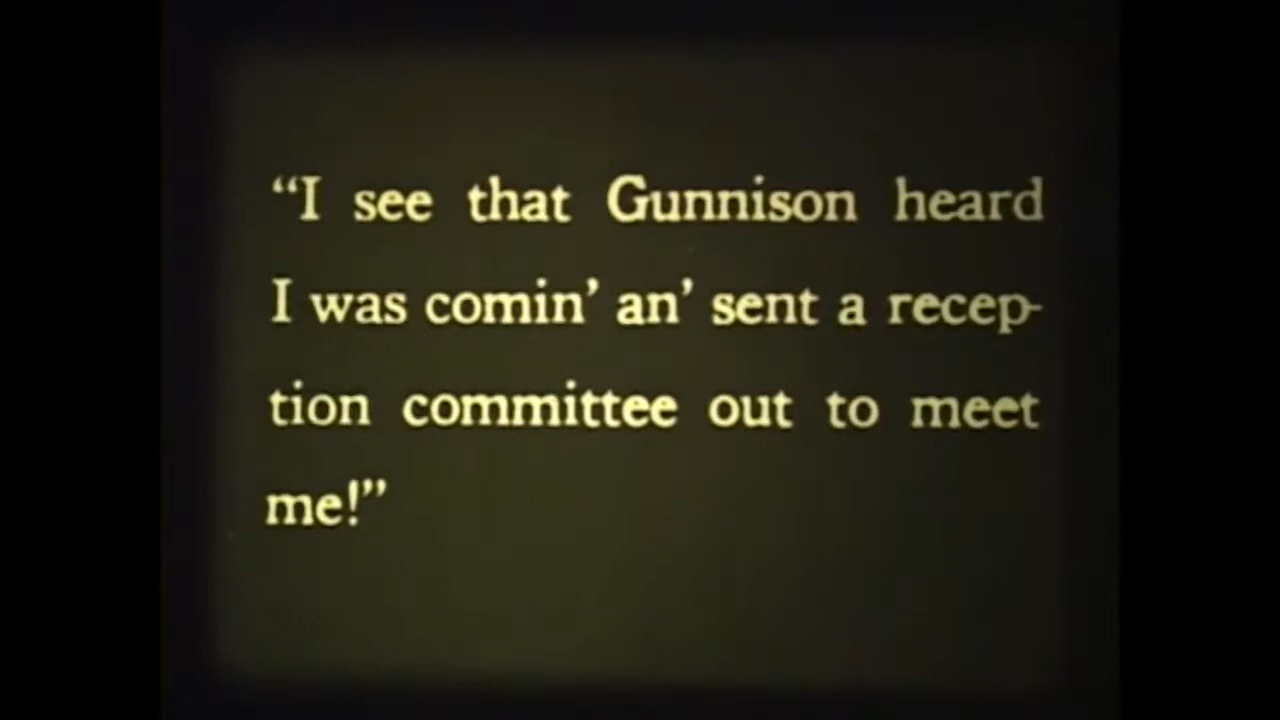 “I see that Gunnison heard
I was comin’ an’ sent a recep-
tion committee out to meet
me!”